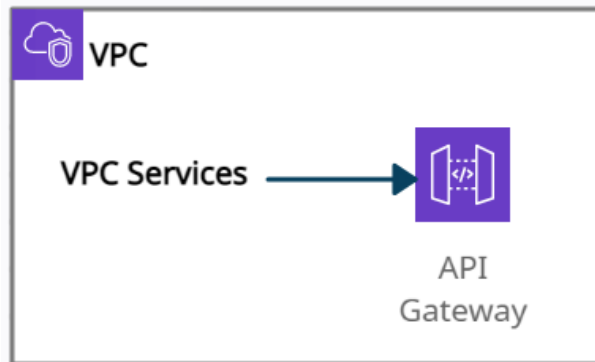 VPC
VPC Services
</>
API
Gateway